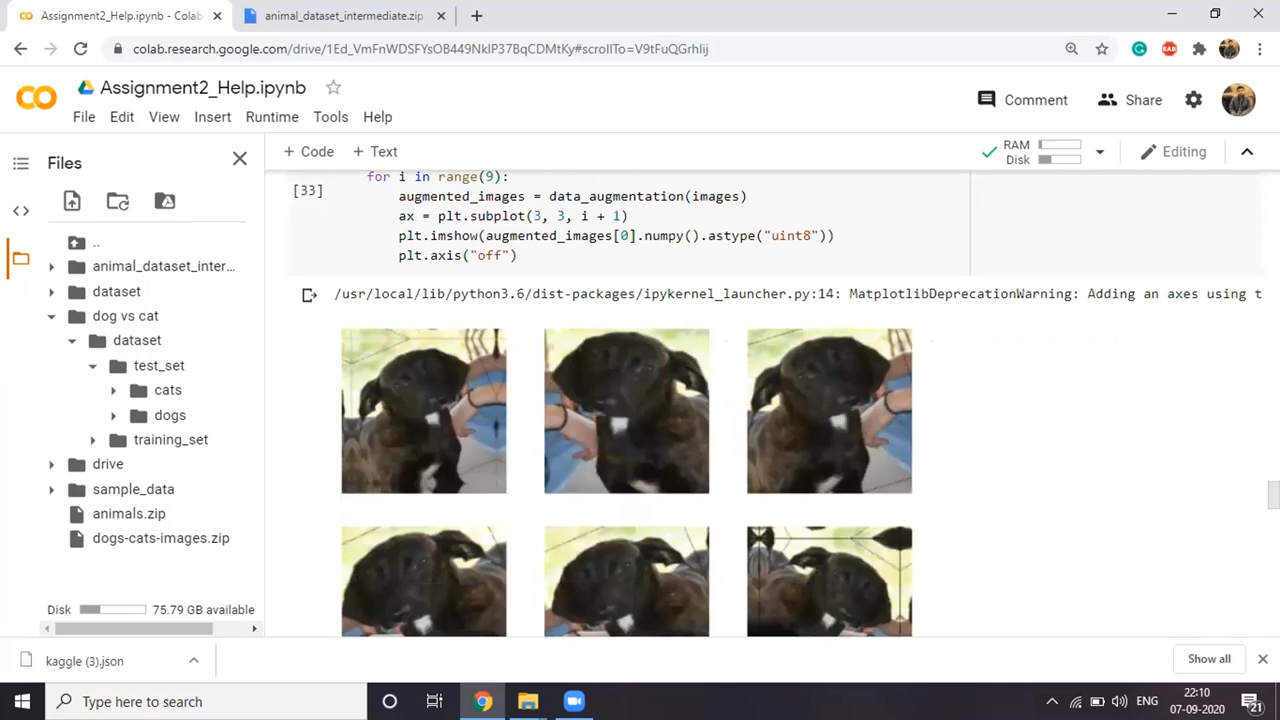 Assignment2_Help.ipynb - Colab
animal_dataset_intermediate.zip
colab.research.google.com/drive/1Ed_VmFnWDSFYsOB449NklP37BqCDMtKy#scrollTo=V9tFuQGrhlij
Assignment2_Help.ipynb
Comment
Share
File Edit View Insert Runtime Tools Help
Files
+ Code + Text
RAM
Disk
Editing
for i in range(9):
[33]
augmented_images = data_augmentation(images)
ax = plt.subplot(3, 3, i + 1)
plt.imshow(augmented_images[0].numpy().astype("uint8"))
plt.axis("off")
/usr/local/lib/python3.6/dist-packages/ipykernel_launcher.py:14: MatplotlibDeprecationWarning: Adding an axes using t
..
animal_dataset_inter...
dataset
dog vs cat
dataset
test_set
cats
dogs
training_set
drive
sample_data
animals.zip
dogs-cats-images.zip
Disk
75.79 GB available
kaggle (3).json
Show all
Type here to search
ENG
22:10
07-09-2020
21